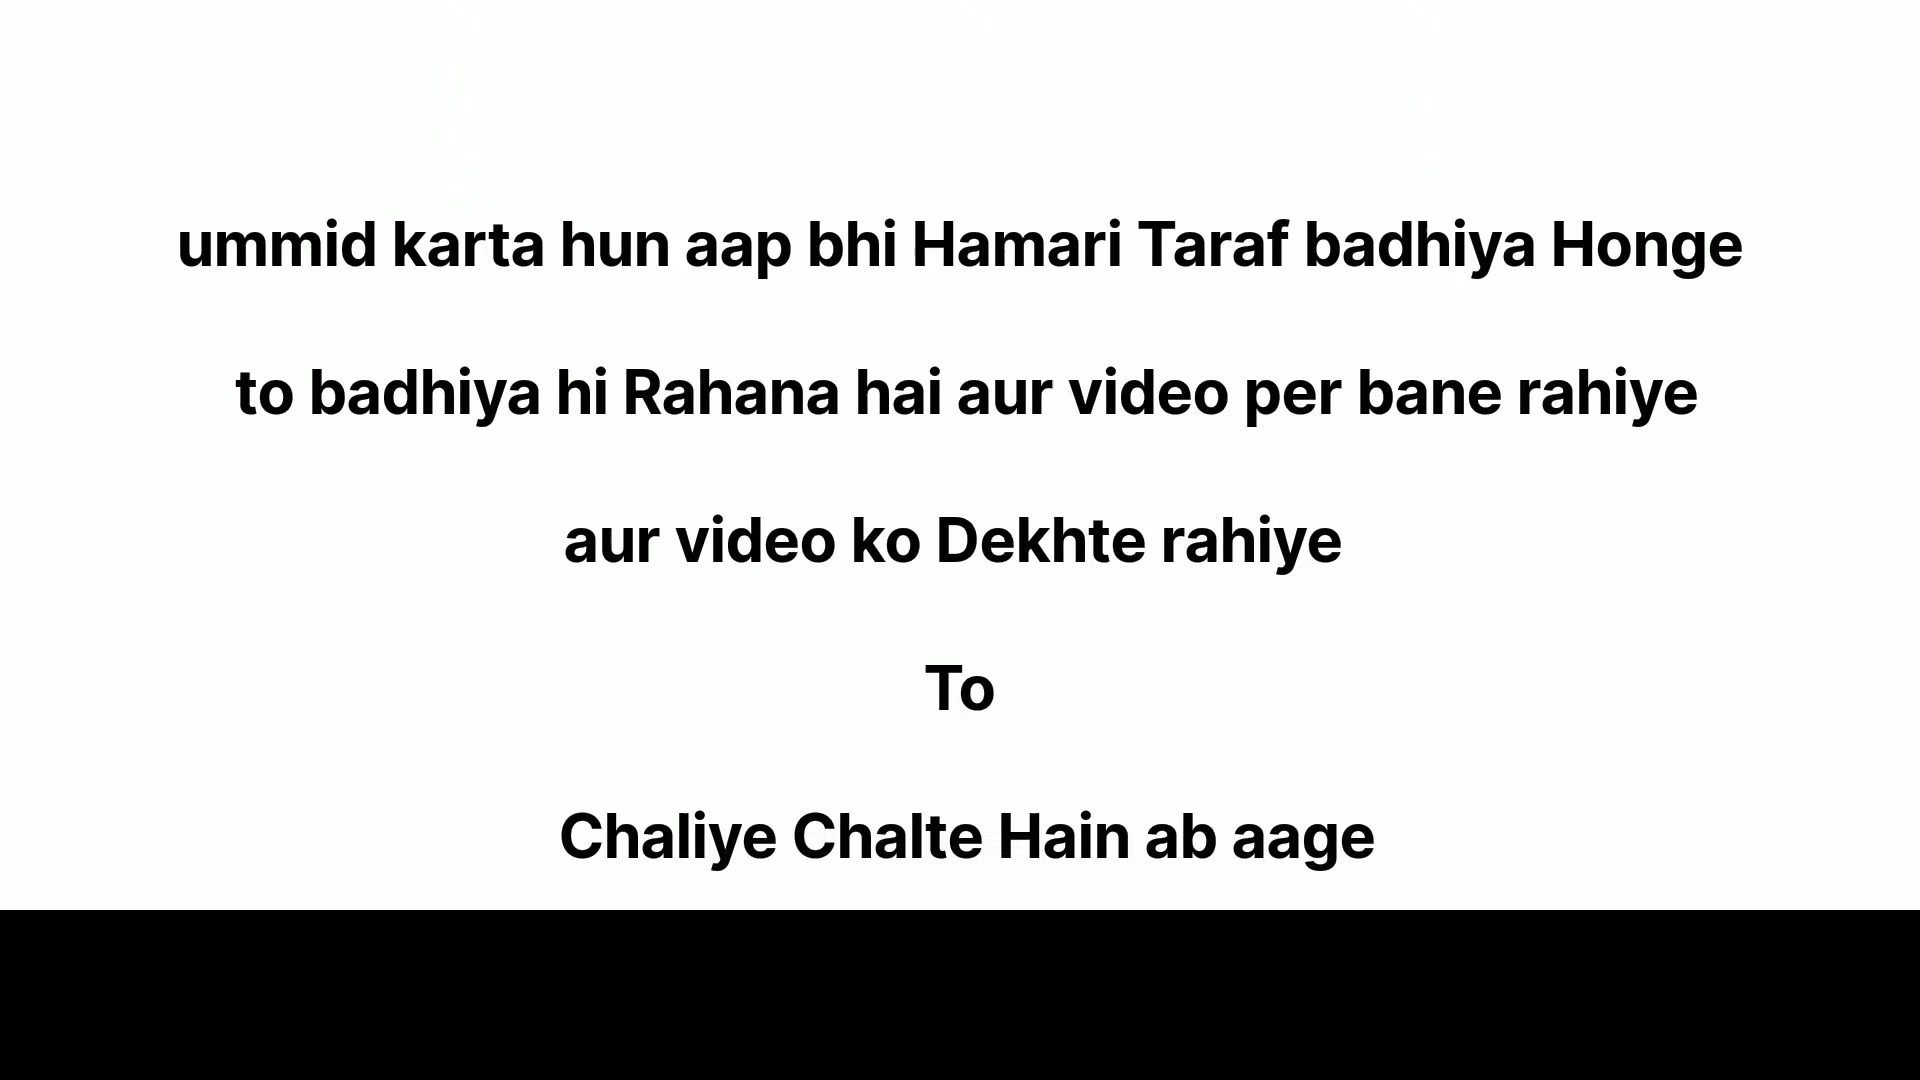 ummid karta hun aap bhi Hamari Taraf badhiya Honge
to badhiya hi Rahana hai aur video per bane rahiye
aur video ko Dekhte rahiye
To
Chaliye Chalte Hain ab aage